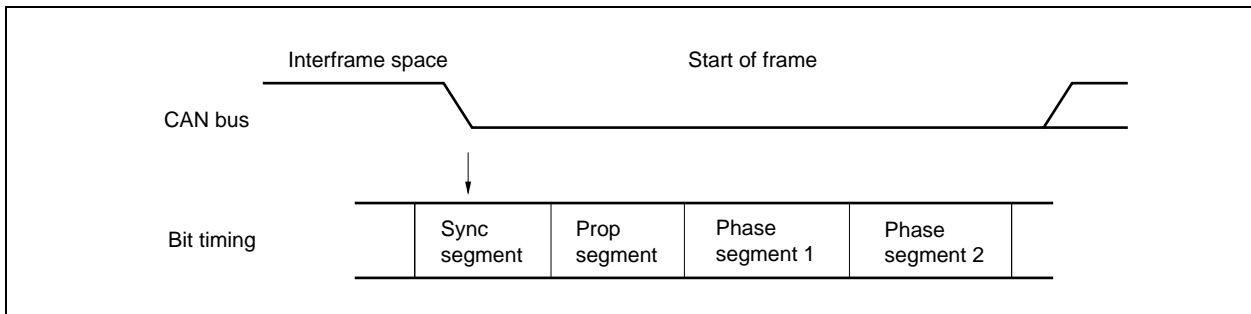 Interframe space
Start of frame
CAN bus
Bit timing
Sync
segment
Prop
segment
Phase
segment 1
Phase
segment 2